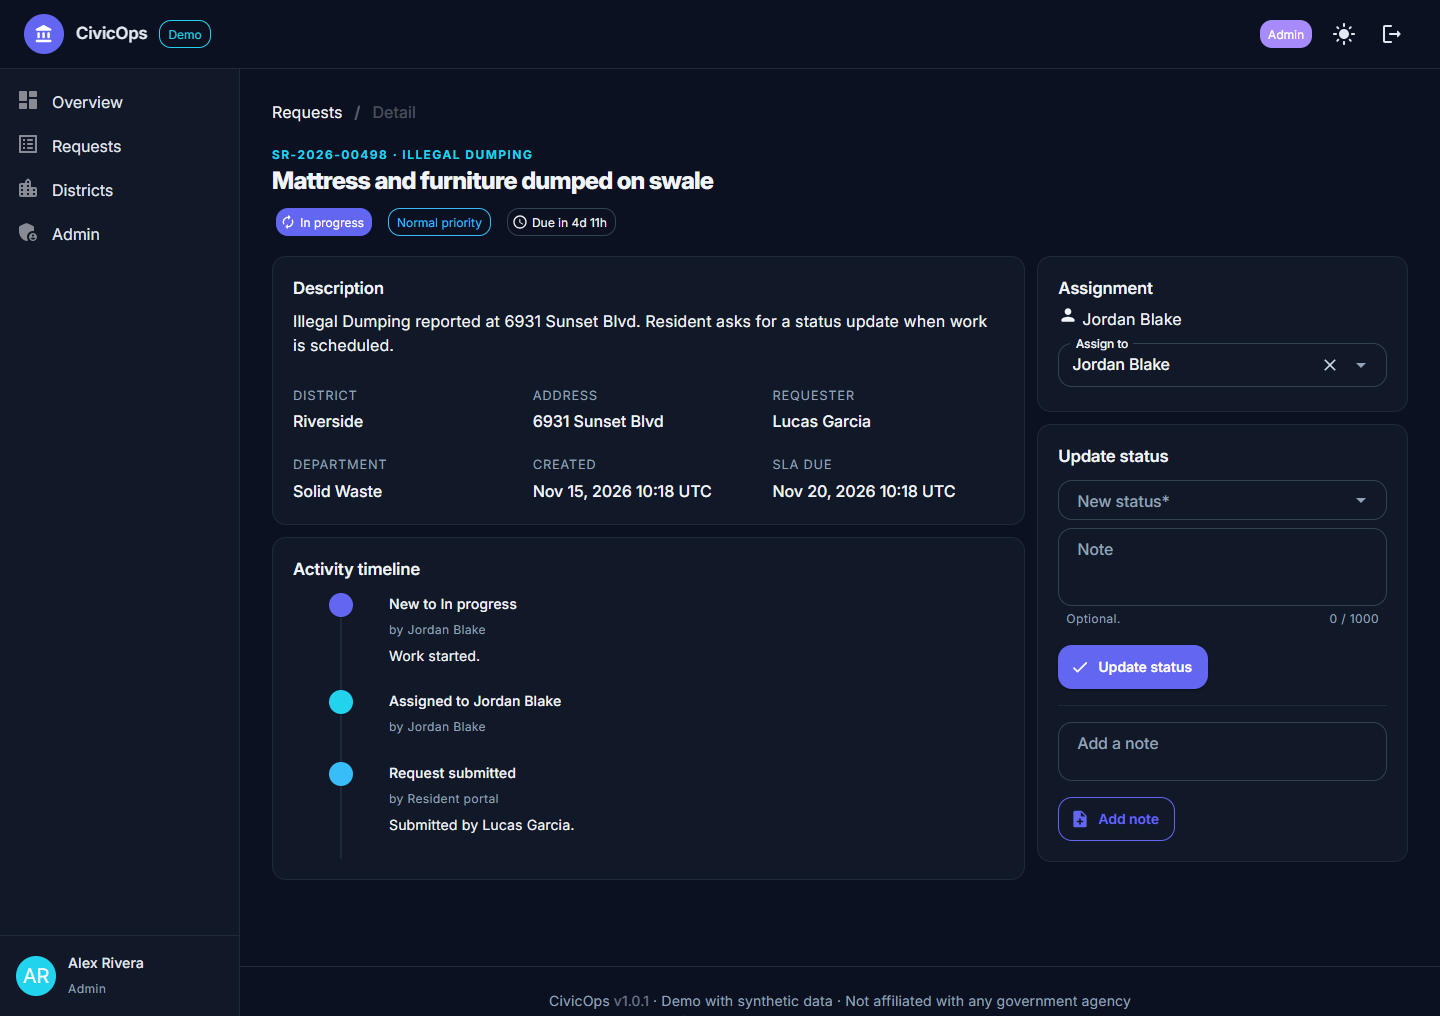 CivicOps
Demo
Admin
Overview
Requests
Districts
Admin
Requests / Detail
SR-2026-00498 · ILLEGAL DUMPING
Mattress and furniture dumped on swale
In progress
Normal priority
Due in 4d 11h
Description
Illegal Dumping reported at 6931 Sunset Blvd. Resident asks for a status update when work
is scheduled.
DISTRICT
Riverside
ADDRESS
6931 Sunset Blvd
REQUESTER
Lucas Garcia
DEPARTMENT
Solid Waste
CREATED
Nov 15, 2026 10:18 UTC
SLA DUE
Nov 20, 2026 10:18 UTC
Activity timeline
New to In progress
by Jordan Blake
Work started.
Assigned to Jordan Blake
by Jordan Blake
Request submitted
by Resident portal
Submitted by Lucas Garcia.
Assignment
Jordan Blake
Assign to
Jordan Blake
Update status
New status*
Note
Optional.
0 / 1000
Update status
Add a note
Add note
AR
Alex Rivera
Admin
CivicOps v1.0.1 · Demo with synthetic data · Not affiliated with any government agency